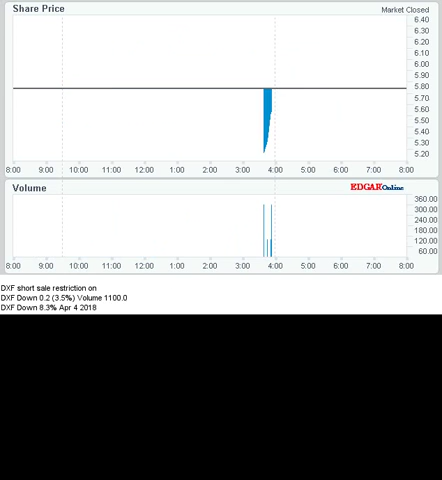 Share Price
Market Closed
6.40
6.30
6.20
6.10
6.00
5.90
5.80
5.70
5.60
5.50
5.40
5.30
5.20
8:00 9:00 10:00 11:00 12:00 1:00 2:00 3:00 4:00 5:00 6:00 7:00 8:00
Volume
EDGAROnline
360.00
300.00
240.00
180.00
120.00
60.00
8:00 9:00 10:00 11:00 12:00 1:00 2:00 3:00 4:00 5:00 6:00 7:00 8:00
DXF short sale restriction on
DXF Down 0.2 (3.5%) Volume 1100.0
DXF Down 8.3% Apr 4 2018